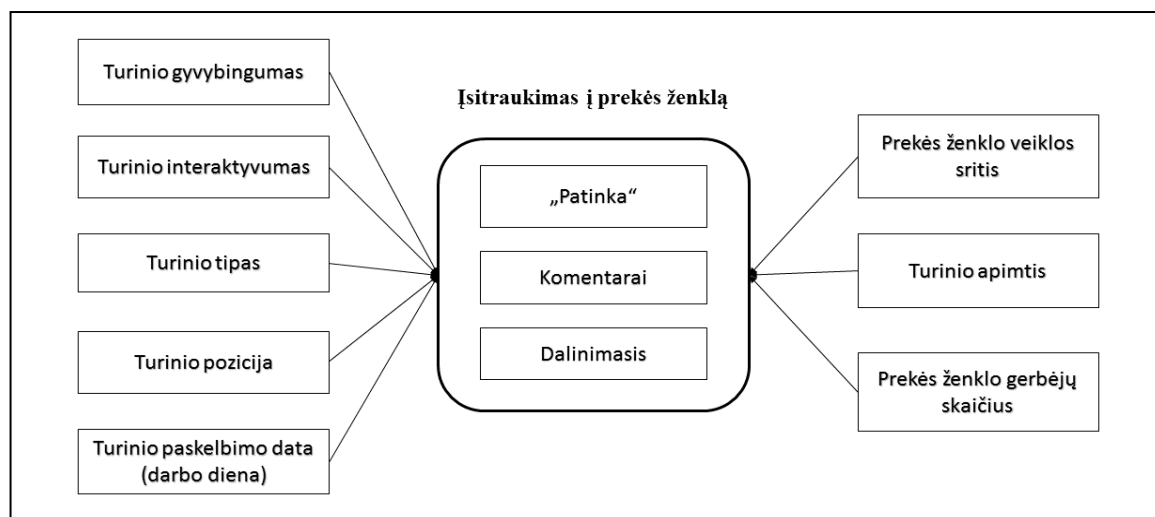 Turinio gyvybingumas
Turinio interaktyvumas
Turinio tipas
Turinio pozicija
Turinio paskelbimo data
(darbo diena)
Įsitraukimas į prekės ženklą
„Patinka“
Komentarai
Dalinimasis
Prekės ženklo veiklos
sritis
Turinio apimtis
Prekės ženklo gerbėjų
skaičius